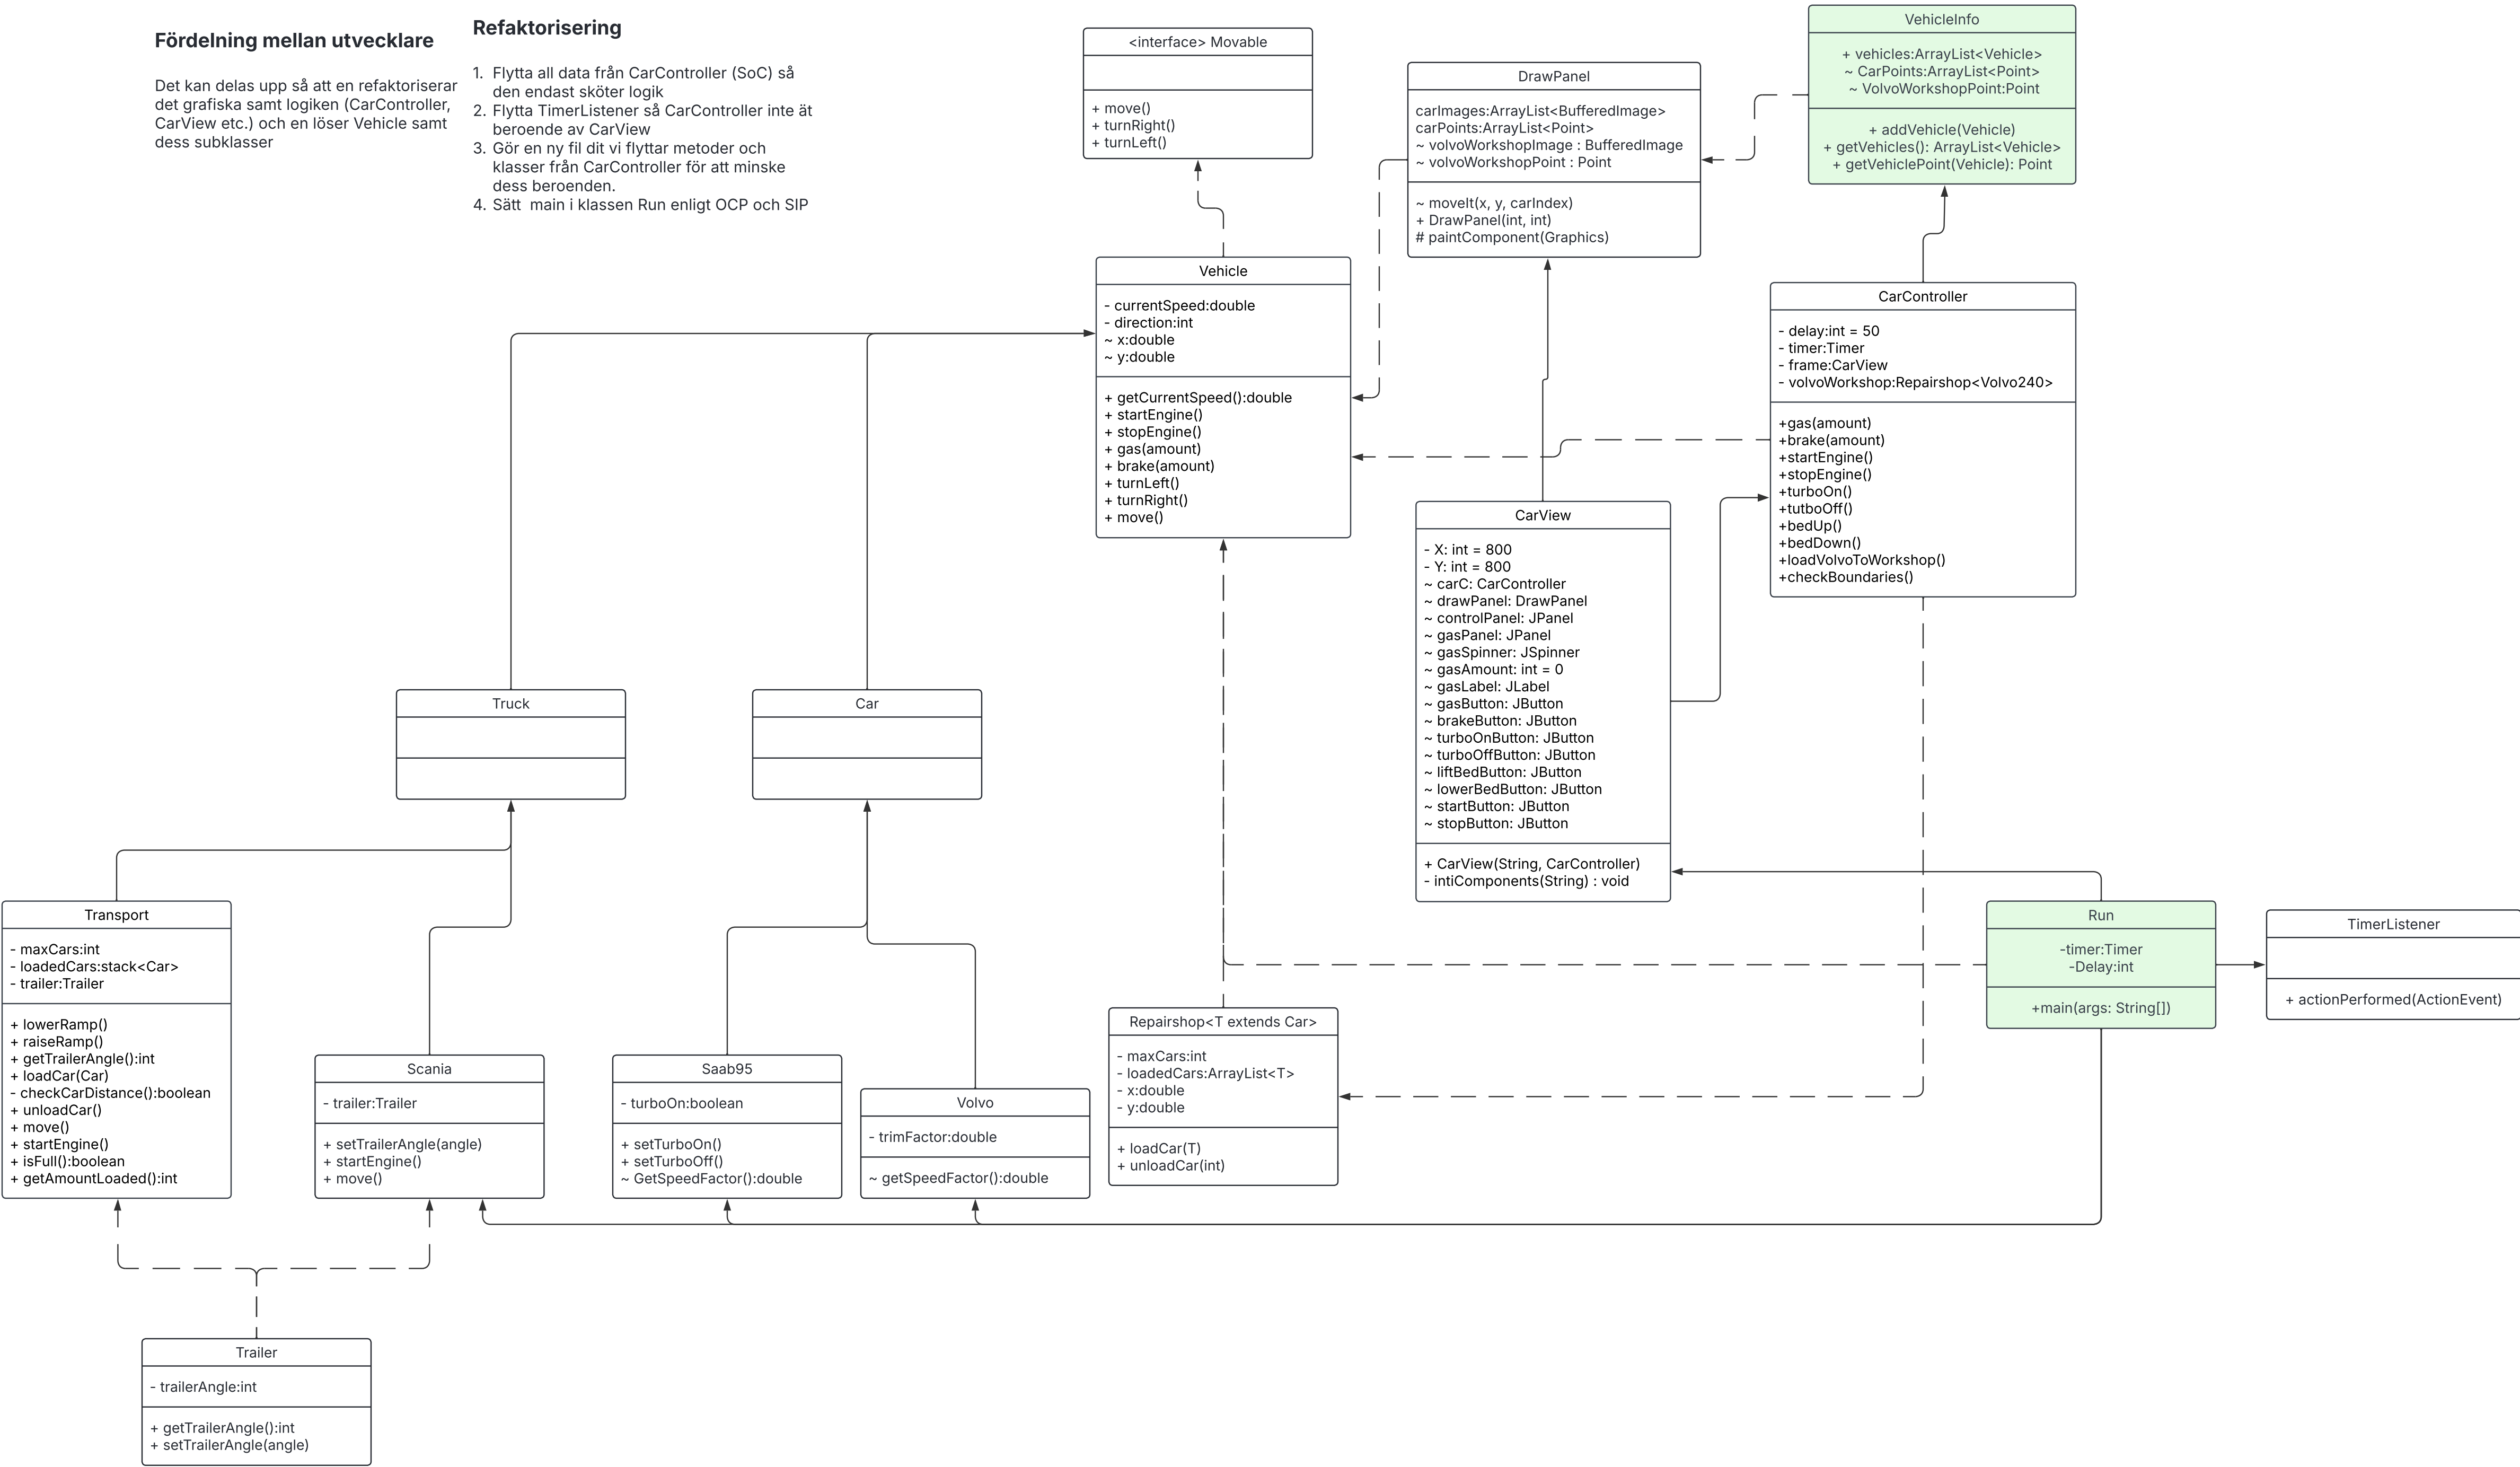 Fördelning mellan utvecklare
Det kan delas upp så att en refaktoriserar
det grafiska samt logiken (CarController,
CarView etc.) och en löser Vehicle samt
dess subklasser
Refaktorisering
1. Flytta all data från CarController (SoC) så
den endast sköter logik
2. Flytta TimerListener så CarController inte ät
beroende av CarView
3. Gör en ny fil dit vi flyttar metoder och
klasser från CarController för att minske
dess beroenden.
4. Sätt main i klassen Run enligt OCP och SIP
<interface> Movable
+ move()
+ turnRight()
+ turnLeft()
DrawPanel
carImages:ArrayList<BufferedImage>
carPoints:ArrayList<Point>
~ volvoWorkshopImage : BufferedImage
~ volvoWorkshopPoint : Point
~ moveIt(x, y, carIndex)
+ DrawPanel(int, int)
# paintComponent(Graphics)
VehicleInfo
+ vehicles:ArrayList<Vehicle>
~ CarPoints:ArrayList<Point>
~ VolvoWorkshopPoint:Point
+ addVehicle(Vehicle)
+ getVehicles(): ArrayList<Vehicle>
+ getVehiclePoint(Vehicle): Point
Vehicle
- currentSpeed:double
- direction:int
~ x:double
~ y:double
+ getCurrentSpeed():double
+ startEngine()
+ stopEngine()
+ gas(amount)
+ brake(amount)
+ turnLeft()
+ turnRight()
+ move()
CarController
- delay:int = 50
- timer:Timer
- frame:CarView
- volvoWorkshop:Repairshop<Volvo240>
+gas(amount)
+brake(amount)
+startEngine()
+stopEngine()
+turboOn()
+tutboOff()
+bedUp()
+bedDown()
+loadVolvoToWorkshop()
+checkBoundaries()
CarView
- X: int = 800
- Y: int = 800
~ carC: CarController
~ drawPanel: DrawPanel
~ controlPanel: JPanel
~ gasPanel: JPanel
~ gasSpinner: JSpinner
~ gasAmount: int = 0
~ gasLabel: JLabel
~ gasButton: JButton
~ brakeButton: JButton
~ turboOnButton: JButton
~ turboOffButton: JButton
~ liftBedButton: JButton
~ lowerBedButton: JButton
~ startButton: JButton
~ stopButton: JButton
+ CarView(String, CarController)
- intiComponents(String) : void
Truck
Car
Transport
- maxCars:int
- loadedCars:stack<Car>
- trailer:Trailer
+ lowerRamp()
+ raiseRamp()
+ getTrailerAngle():int
+ loadCar(Car)
- checkCarDistance():boolean
+ unloadCar()
+ move()
+ startEngine()
+ isFull():boolean
+ getAmountLoaded():int
Scania
- trailer:Trailer
+ setTrailerAngle(angle)
+ startEngine()
+ move()
Saab95
- turboOn:boolean
+ setTurboOn()
+ setTurboOff()
~ GetSpeedFactor():double
Volvo
- trimFactor:double
~ getSpeedFactor():double
Repairshop<T extends Car>
- maxCars:int
- loadedCars:ArrayList<T>
- x:double
- y:double
+ loadCar(T)
+ unloadCar(int)
Run
-timer:Timer
-Delay:int
+main(args: String[])
TimerListener
+ actionPerformed(ActionEvent)
Trailer
- trailerAngle:int
+ getTrailerAngle():int
+ setTrailerAngle(angle)